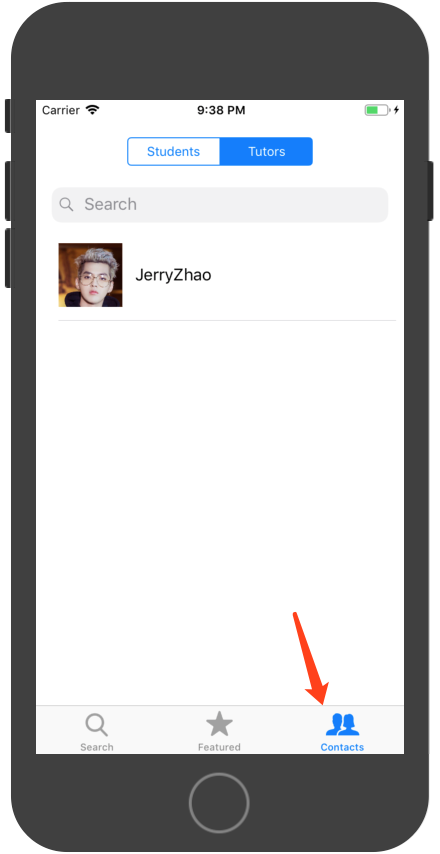 Carrier 9:38 PM
Students Tutors
Search
JerryZhao
Search Featured Contacts